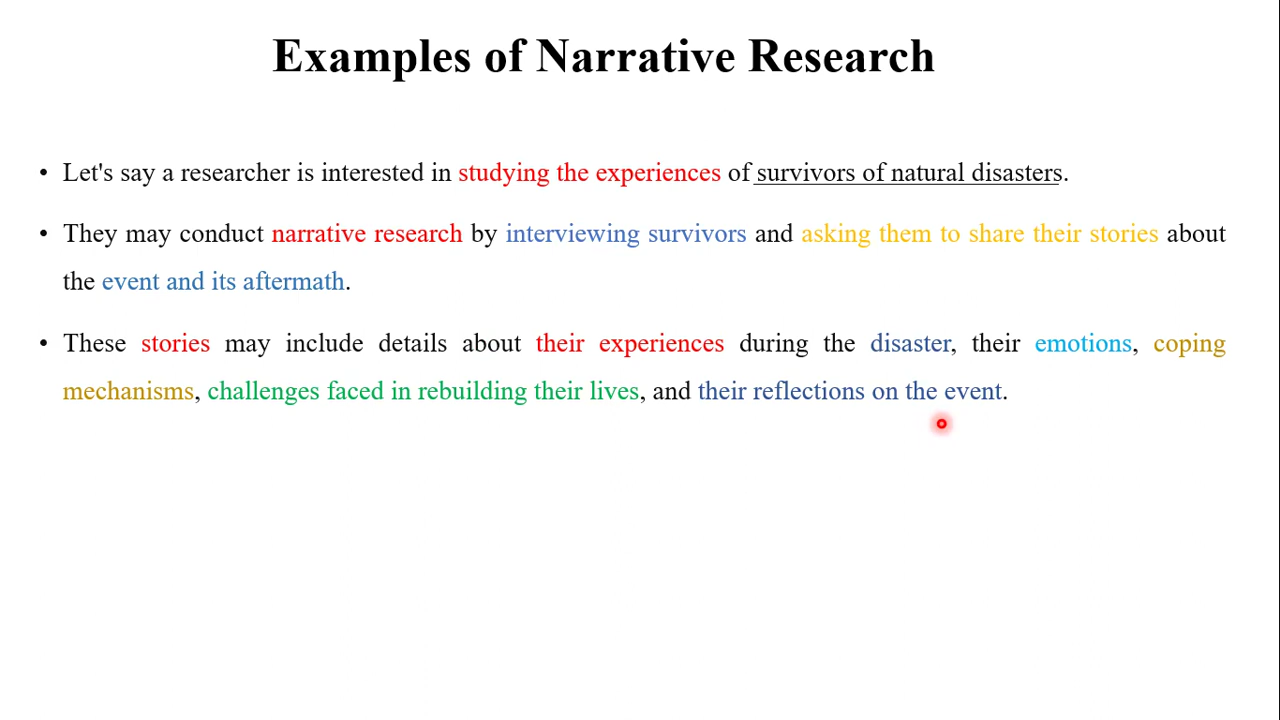 Examples of Narrative Research
• Let's say a researcher is interested in studying the experiences of survivors of natural disasters.
• They may conduct narrative research by interviewing survivors and asking them to share their stories about
the event and its aftermath.
• These stories may include details about their experiences during the disaster, their emotions, coping
mechanisms, challenges faced in rebuilding their lives, and their reflections on the event.